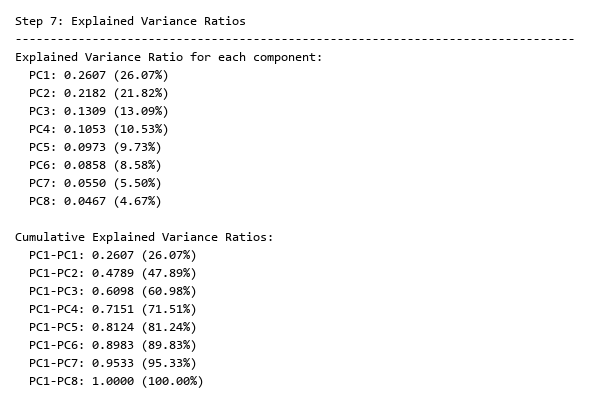 Step 7: Explained Variance Ratios
--------------------------------------------------------------------------------
Explained Variance Ratio for each component:
  PC1: 0.2607 (26.07%)
  PC2: 0.2182 (21.82%)
  PC3: 0.1309 (13.09%)
  PC4: 0.1053 (10.53%)
  PC5: 0.0973 (9.73%)
  PC6: 0.0858 (8.58%)
  PC7: 0.0550 (5.50%)
  PC8: 0.0467 (4.67%)

Cumulative Explained Variance Ratios:
  PC1-PC1: 0.2607 (26.07%)
  PC1-PC2: 0.4789 (47.89%)
  PC1-PC3: 0.6098 (60.98%)
  PC1-PC4: 0.7151 (71.51%)
  PC1-PC5: 0.8124 (81.24%)
  PC1-PC6: 0.8983 (89.83%)
  PC1-PC7: 0.9533 (95.33%)
  PC1-PC8: 1.0000 (100.00%)